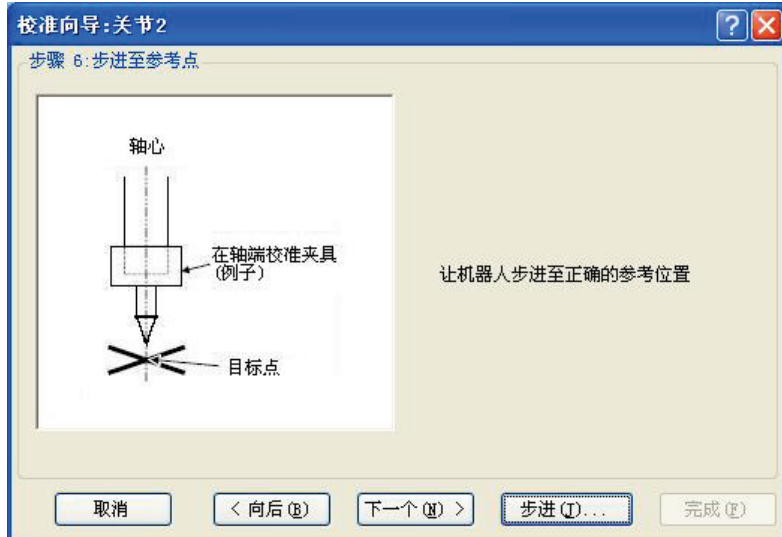 校准向导:关节2
步骤 6:步进至参考点
轴心
在轴端校准夹具
(例子)
目标点
让机器人步进至正确的参考位置
取消
< 向后(B)
下一个(N) >
步进(J)...
完成(F)